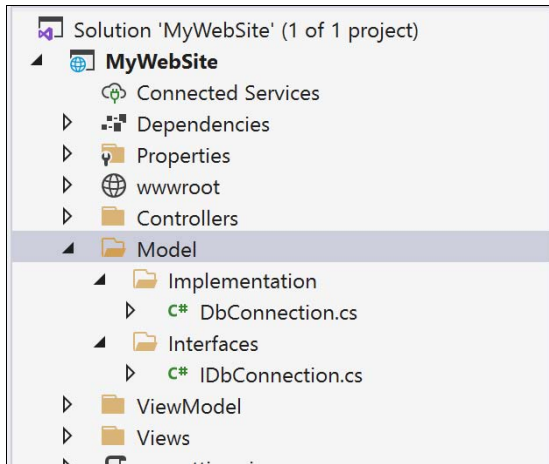 Solution 'MyWebSite' (1 of 1 project)
MyWebSite
Connected Services
Dependencies
Properties
wwwroot
Controllers
Model
Implementation
C# DbConnection.cs
Interfaces
C# IDbConnection.cs
ViewModel
Views